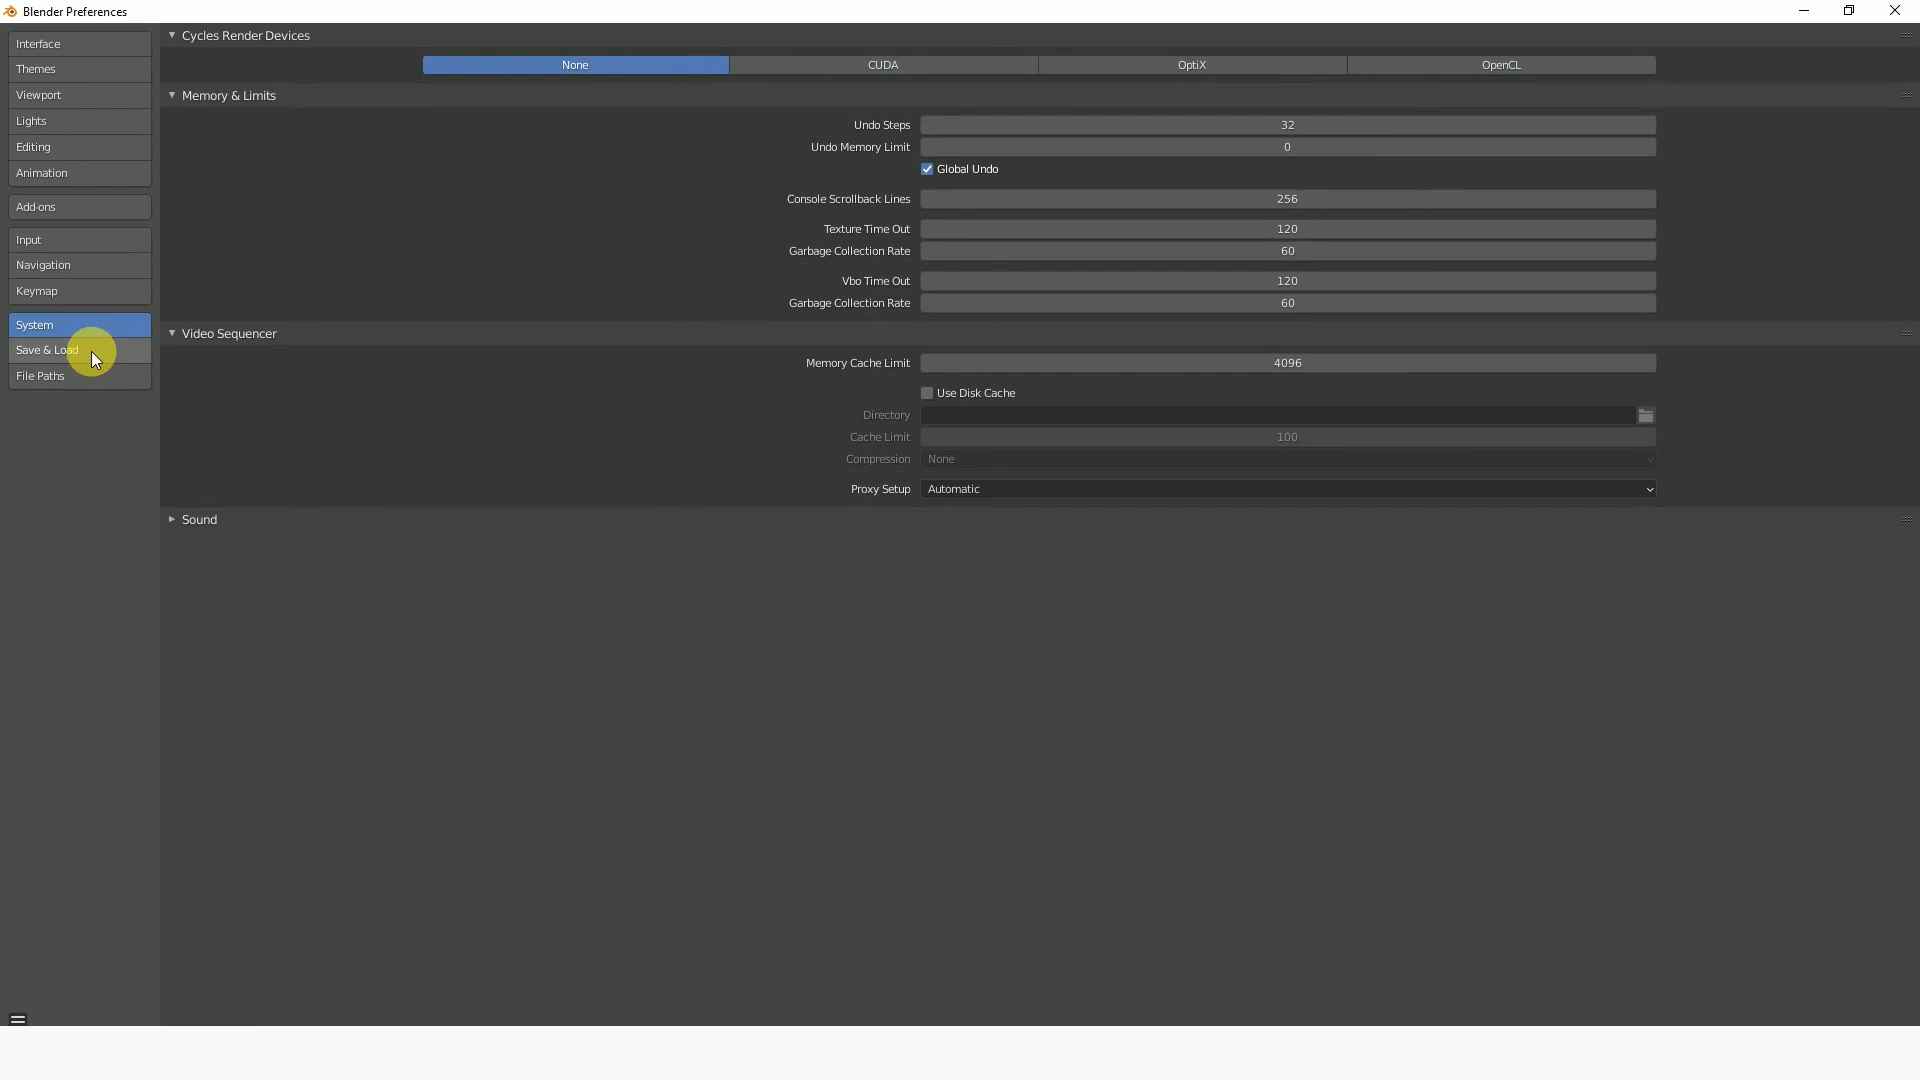 Blender Preferences
Interface
Themes
Viewport
Lights
Editing
Animation
Add-ons
Input
Navigation
Keymap
System
Save & Load
File Paths
Cycles Render Devices
None CUDA OptiX OpenCL
Memory & Limits
Undo Steps 32
Undo Memory Limit 0
Global Undo
Console Scrollback Lines 256
Texture Time Out 120
Garbage Collection Rate 60
Vbo Time Out 120
Garbage Collection Rate 60
Video Sequencer
Memory Cache Limit 4096
Use Disk Cache
Directory
Cache Limit 100
Compression None
Proxy Setup Automatic
Sound